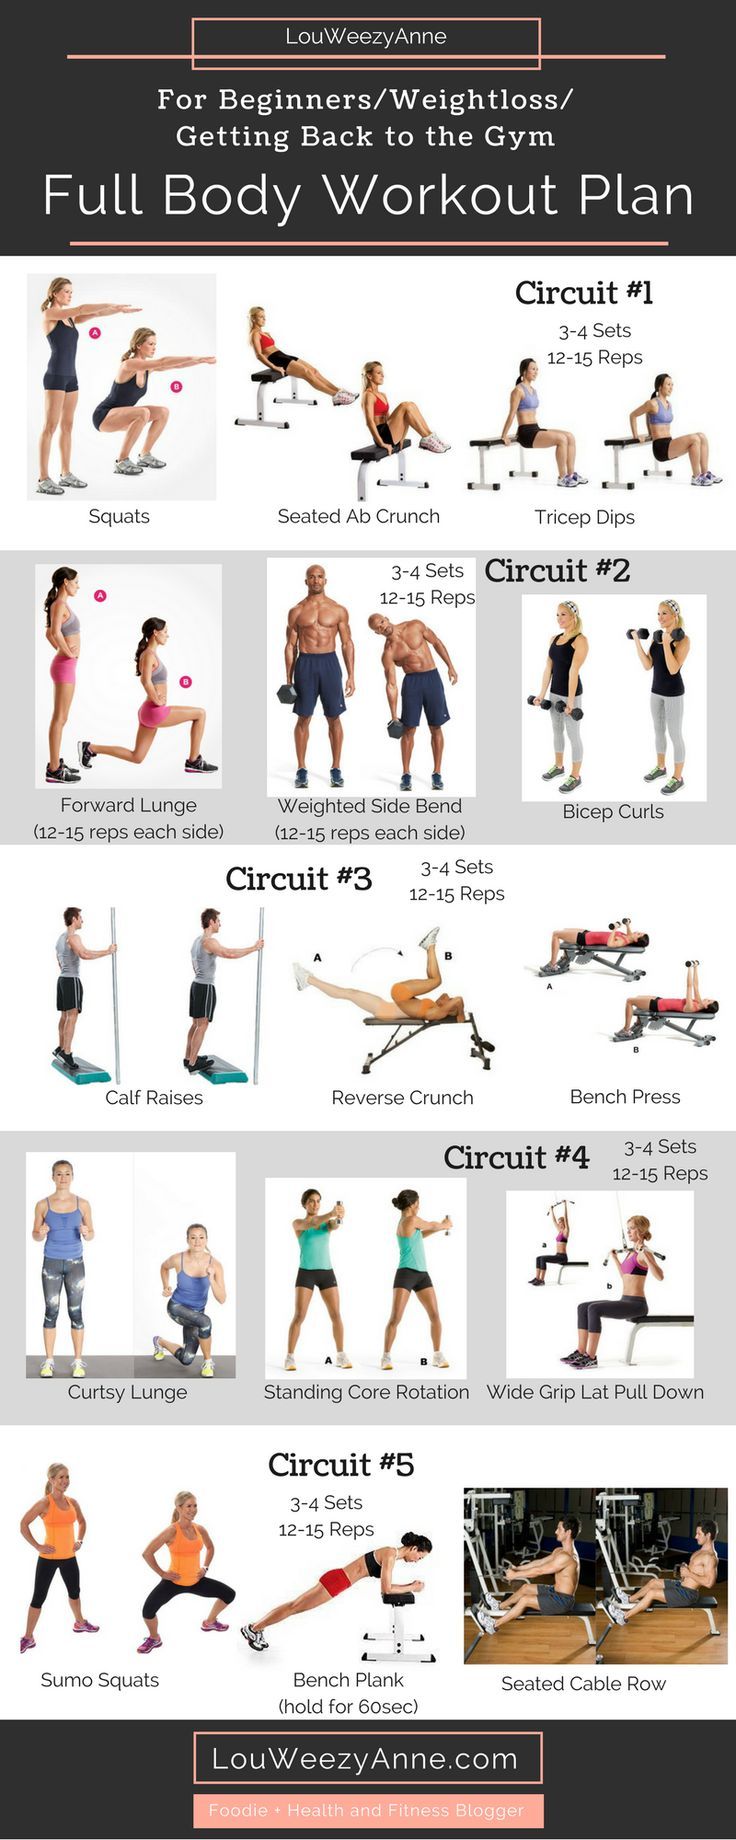 LouWeezyAnne
For Beginners/Weightloss/
Getting Back to the Gym
Full Body Workout Plan
Circuit #1
3-4 Sets
12-15 Reps
A
B
Squats
Seated Ab Crunch
Tricep Dips
Circuit #2
3-4 Sets
12-15 Reps
A
B
Forward Lunge
(12-15 reps each side)
Weighted Side Bend
(12-15 reps each side)
Bicep Curls
Circuit #3
3-4 Sets
12-15 Reps
A
B
A
B
Calf Raises
Reverse Crunch
Bench Press
Circuit #4
3-4 Sets
12-15 Reps
A
B
a
b
Curtsy Lunge
Standing Core Rotation
Wide Grip Lat Pull Down
Circuit #5
3-4 Sets
12-15 Reps
Sumo Squats
Bench Plank
(hold for 60sec)
Seated Cable Row
LouWeezyAnne.com
Foodie + Health and Fitness Blogger